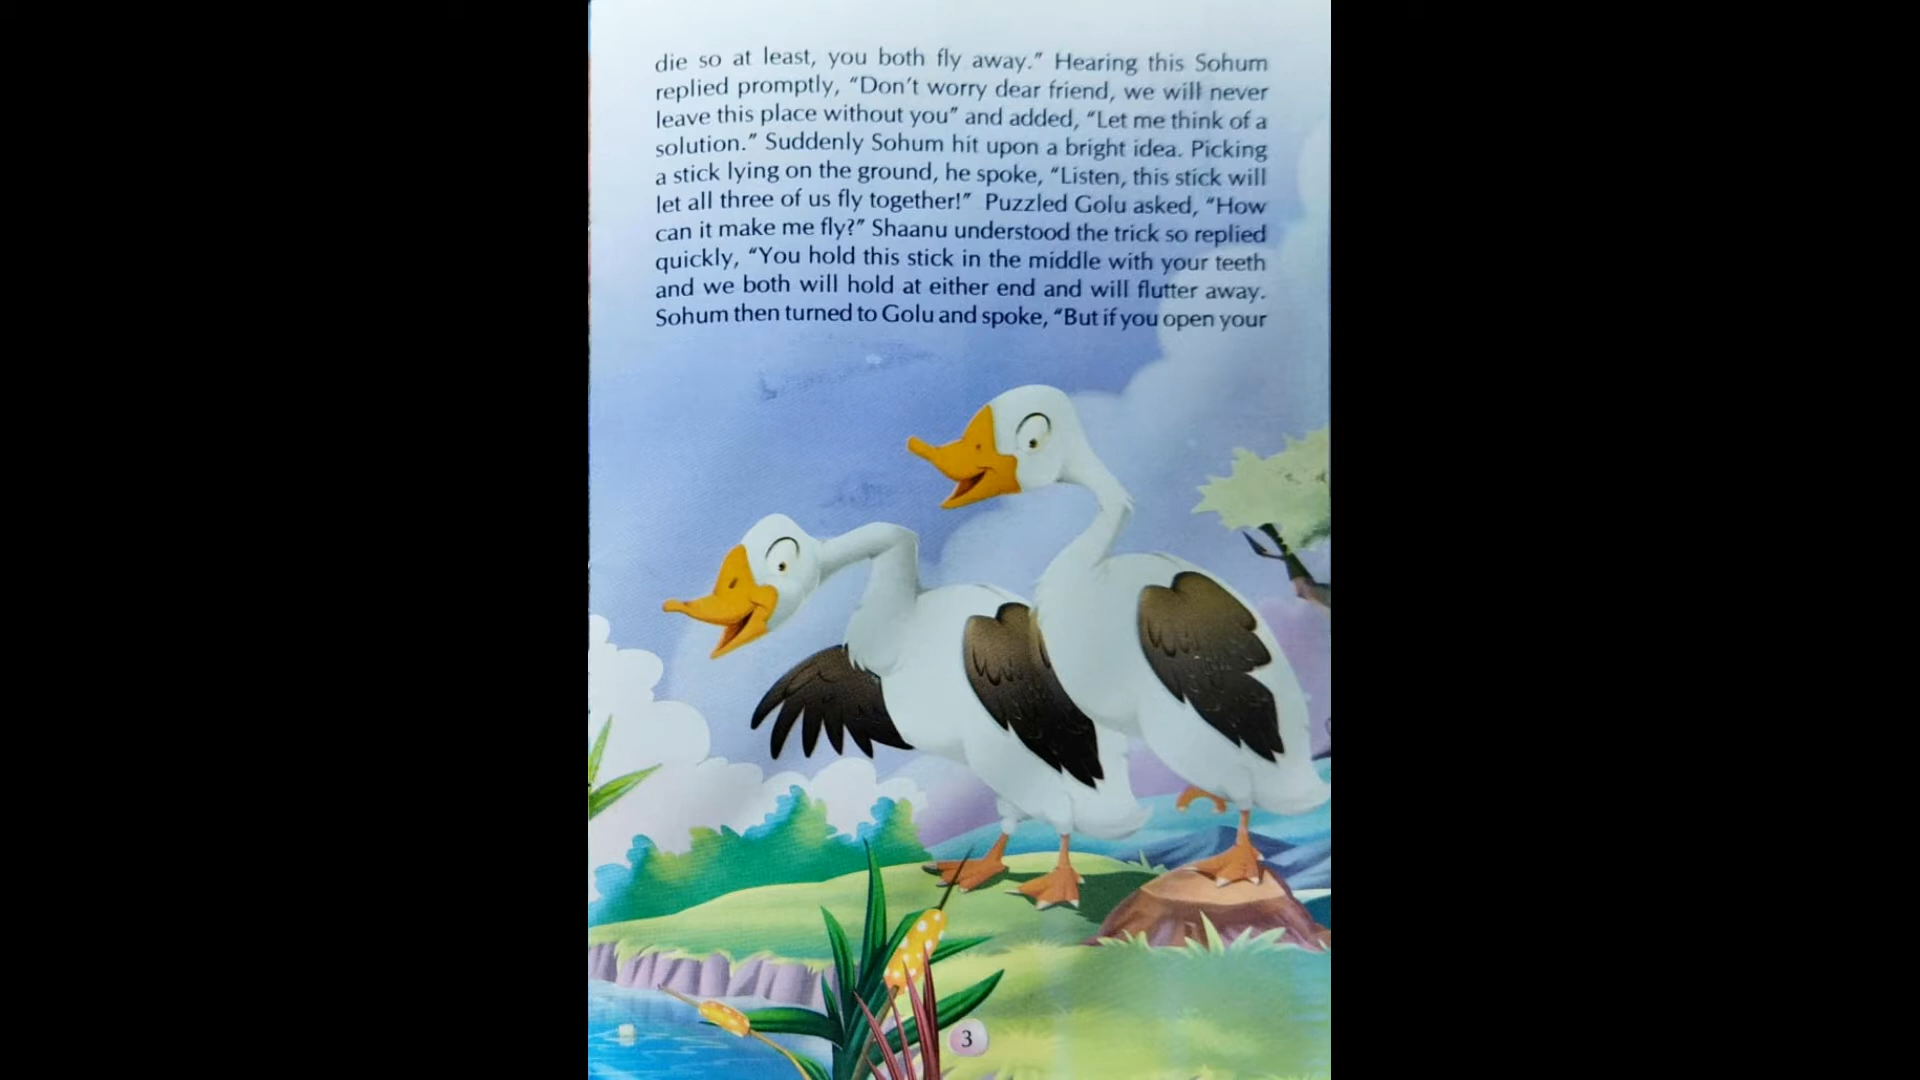 die so at least, you both fly away.” Hearing this Sohum
replied promptly, “Don’t worry dear friend, we will never
leave this place without you” and added, “Let me think of a
solution.” Suddenly Sohum hit upon a bright idea. Picking
a stick lying on the ground, he spoke, “Listen, this stick will
let all three of us fly together!” Puzzled Golu asked, “How
can it make me fly?” Shaanu understood the trick so replied
quickly, “You hold this stick in the middle with your teeth
and we both will hold at either end and will flutter away.
Sohum then turned to Golu and spoke, “But if you open your
3